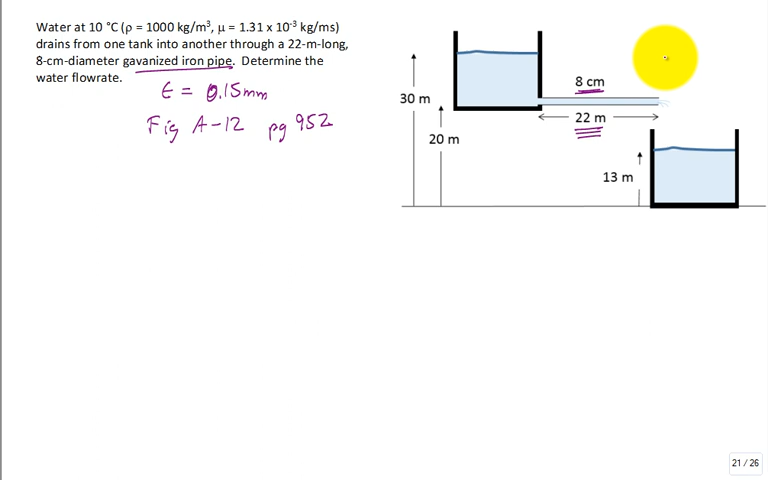 Water at 10 °C (ρ = 1000 kg/m³, μ = 1.31 x 10⁻³ kg/ms)
drains from one tank into another through a 22-m-long,
8-cm-diameter gavanized iron pipe. Determine the
water flowrate.
ϵ = 0.15mm
Fig A-12 pg 952
8 cm
30 m
22 m
20 m
13 m
21 / 26